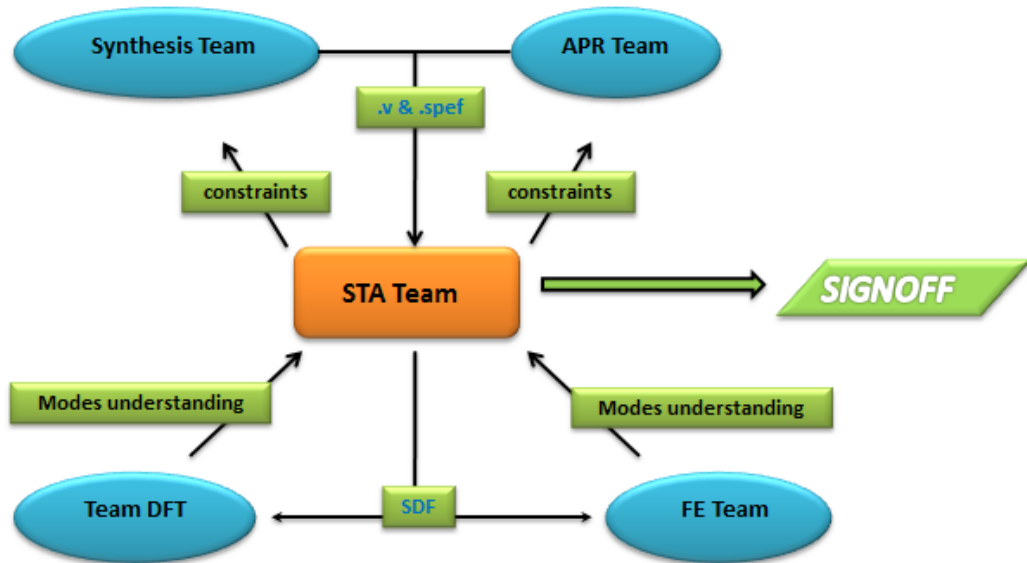 Synthesis Team
APR Team
.v & .spef
constraints
constraints
STA Team
SIGNOFF
Modes understanding
Modes understanding
Team DFT
SDF
FE Team